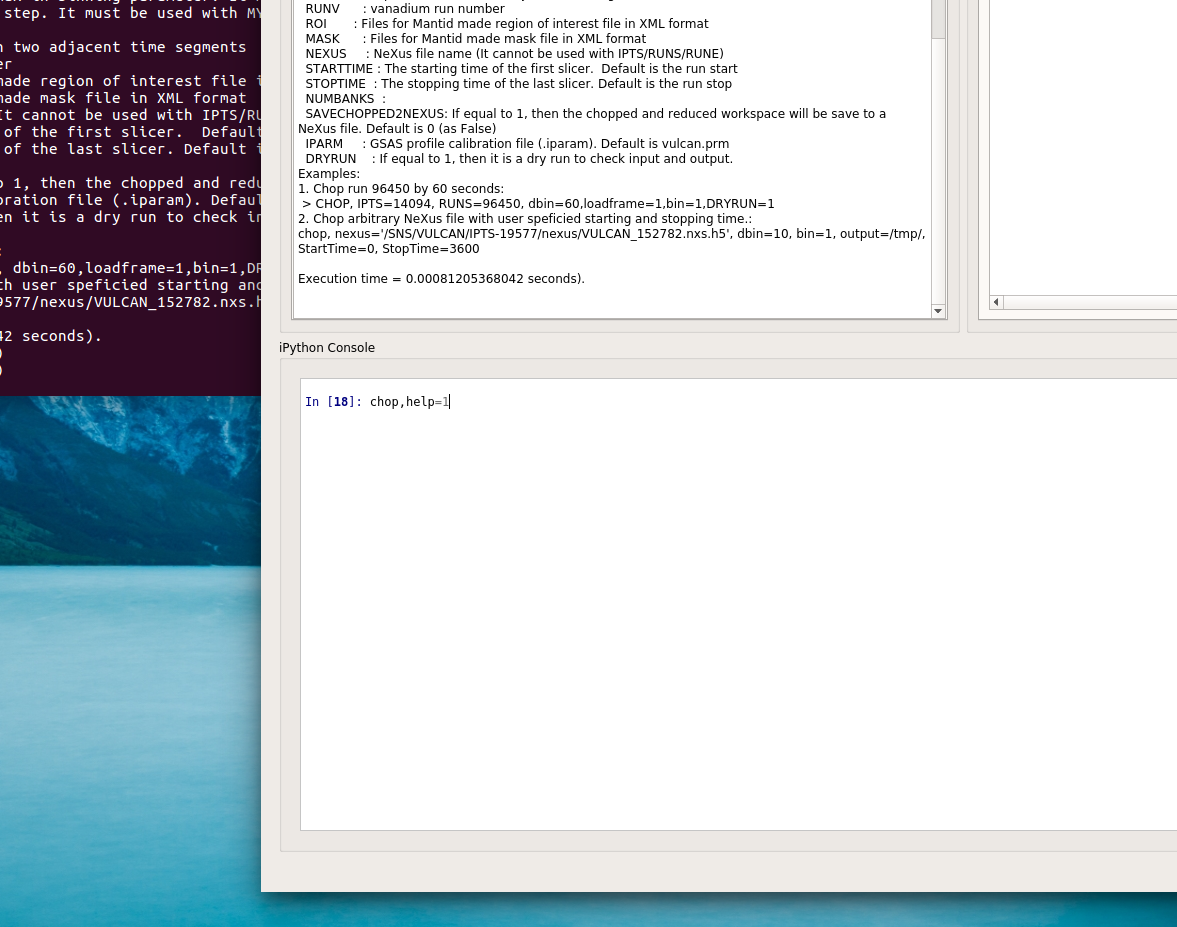 step. It must be used with MY
n two adjacent time segments
er
made region of interest file i
made mask file in XML format
It cannot be used with IPTS/RU
of the first slicer.  Default
of the last slicer. Default i
o 1, then the chopped and redu
bration file (.iparam). Defaul
en it is a dry run to check in
:
, dbin=60,loadframe=1,bin=1,DR
th user speficied starting and
9577/nexus/VULCAN_152782.nxs.h
42 seconds).
)
)
RUNV : vanadium run number
ROI : Files for Mantid made region of interest file in XML format
MASK : Files for Mantid made mask file in XML format
NEXUS : NeXus file name (It cannot be used with IPTS/RUNS/RUNE)
STARTTIME : The starting time of the first slicer.  Default is the run start
STOPTIME : The stopping time of the last slicer. Default is the run stop
NUMBANKS :
SAVECHOPPED2NEXUS: If equal to 1, then the chopped and reduced workspace will be save to a
NeXus file. Default is 0 (as False)
IPARM : GSAS profile calibration file (.iparam). Default is vulcan.prm
DRYRUN : If equal to 1, then it is a dry run to check input and output.
Examples:
1. Chop run 96450 by 60 seconds:
> CHOP, IPTS=14094, RUNS=96450, dbin=60,loadframe=1,bin=1,DRYRUN=1
2. Chop arbitrary NeXus file with user speficied starting and stopping time.:
chop, nexus='/SNS/VULCAN/IPTS-19577/nexus/VULCAN_152782.nxs.h5', dbin=10, bin=1, output=/tmp/,
StartTime=0, StopTime=3600
Execution time = 0.00081205368042 seconds).
iPython Console
In [18]: chop,help=1